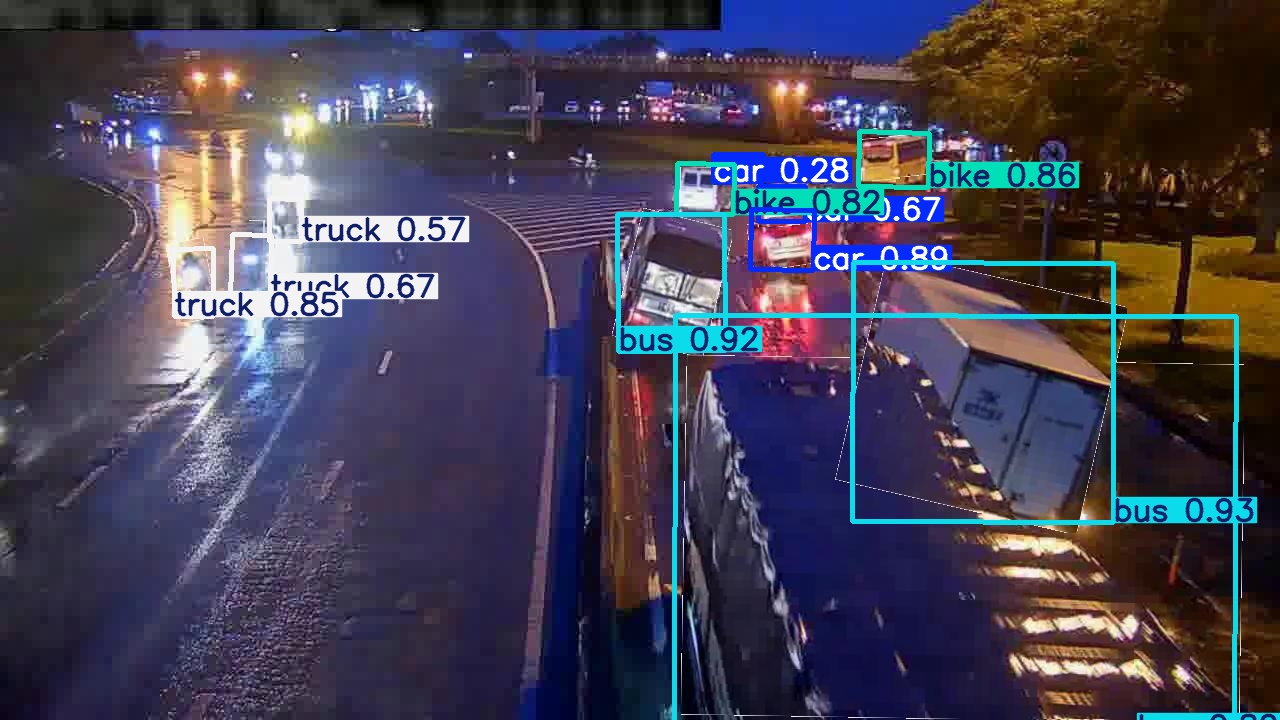 car 0.28
bike 0.86
bike 0.82
car 0.67
truck 0.57
car 0.89
truck 0.67
truck 0.85
bus 0.92
bus 0.93